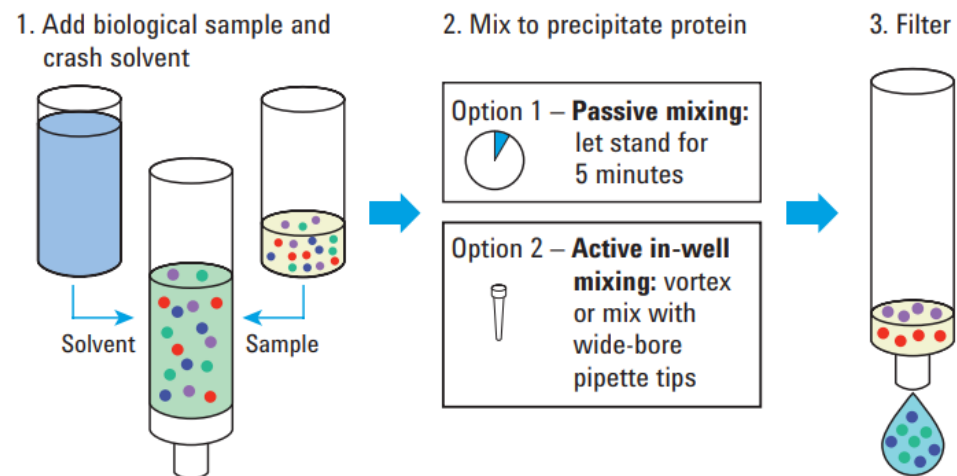 1. Add biological sample and
crash solvent
Solvent
Sample
2. Mix to precipitate protein
Option 1 – Passive mixing:
let stand for
5 minutes
Option 2 – Active in-well
mixing: vortex
or mix with
wide-bore
pipette tips
3. Filter